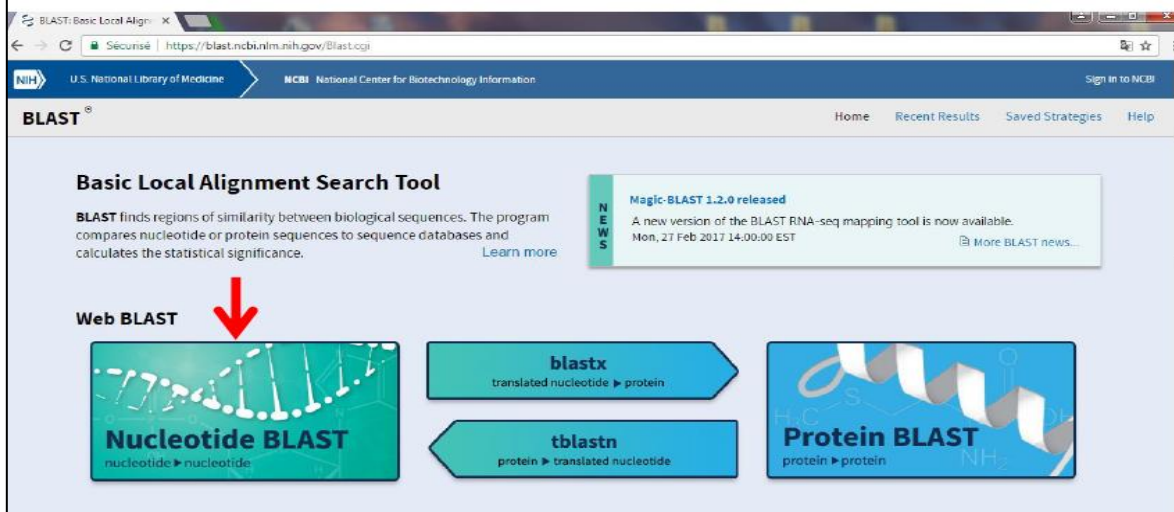 BLAST: Basic Local Align
Sécurisé | https://blast.ncbi.nlm.nih.gov/Blast.cgi
NIH U.S. National Library of Medicine NCBI National Center for Biotechnology Information Sign in to NCBI
BLAST ® Home Recent Results Saved Strategies Help
Basic Local Alignment Search Tool
BLAST finds regions of similarity between biological sequences. The program
compares nucleotide or protein sequences to sequence databases and
calculates the statistical significance. Learn more
NEWS
Magic-BLAST 1.2.0 released
A new version of the BLAST RNA-seq mapping tool is now available.
Mon, 27 Feb 2017 14:00:00 EST
More BLAST news...
Web BLAST
Nucleotide BLAST
nucleotide ▶ nucleotide
blastx
translated nucleotide ▶ protein
tblastn
protein ▶ translated nucleotide
Protein BLAST
protein ▶ protein